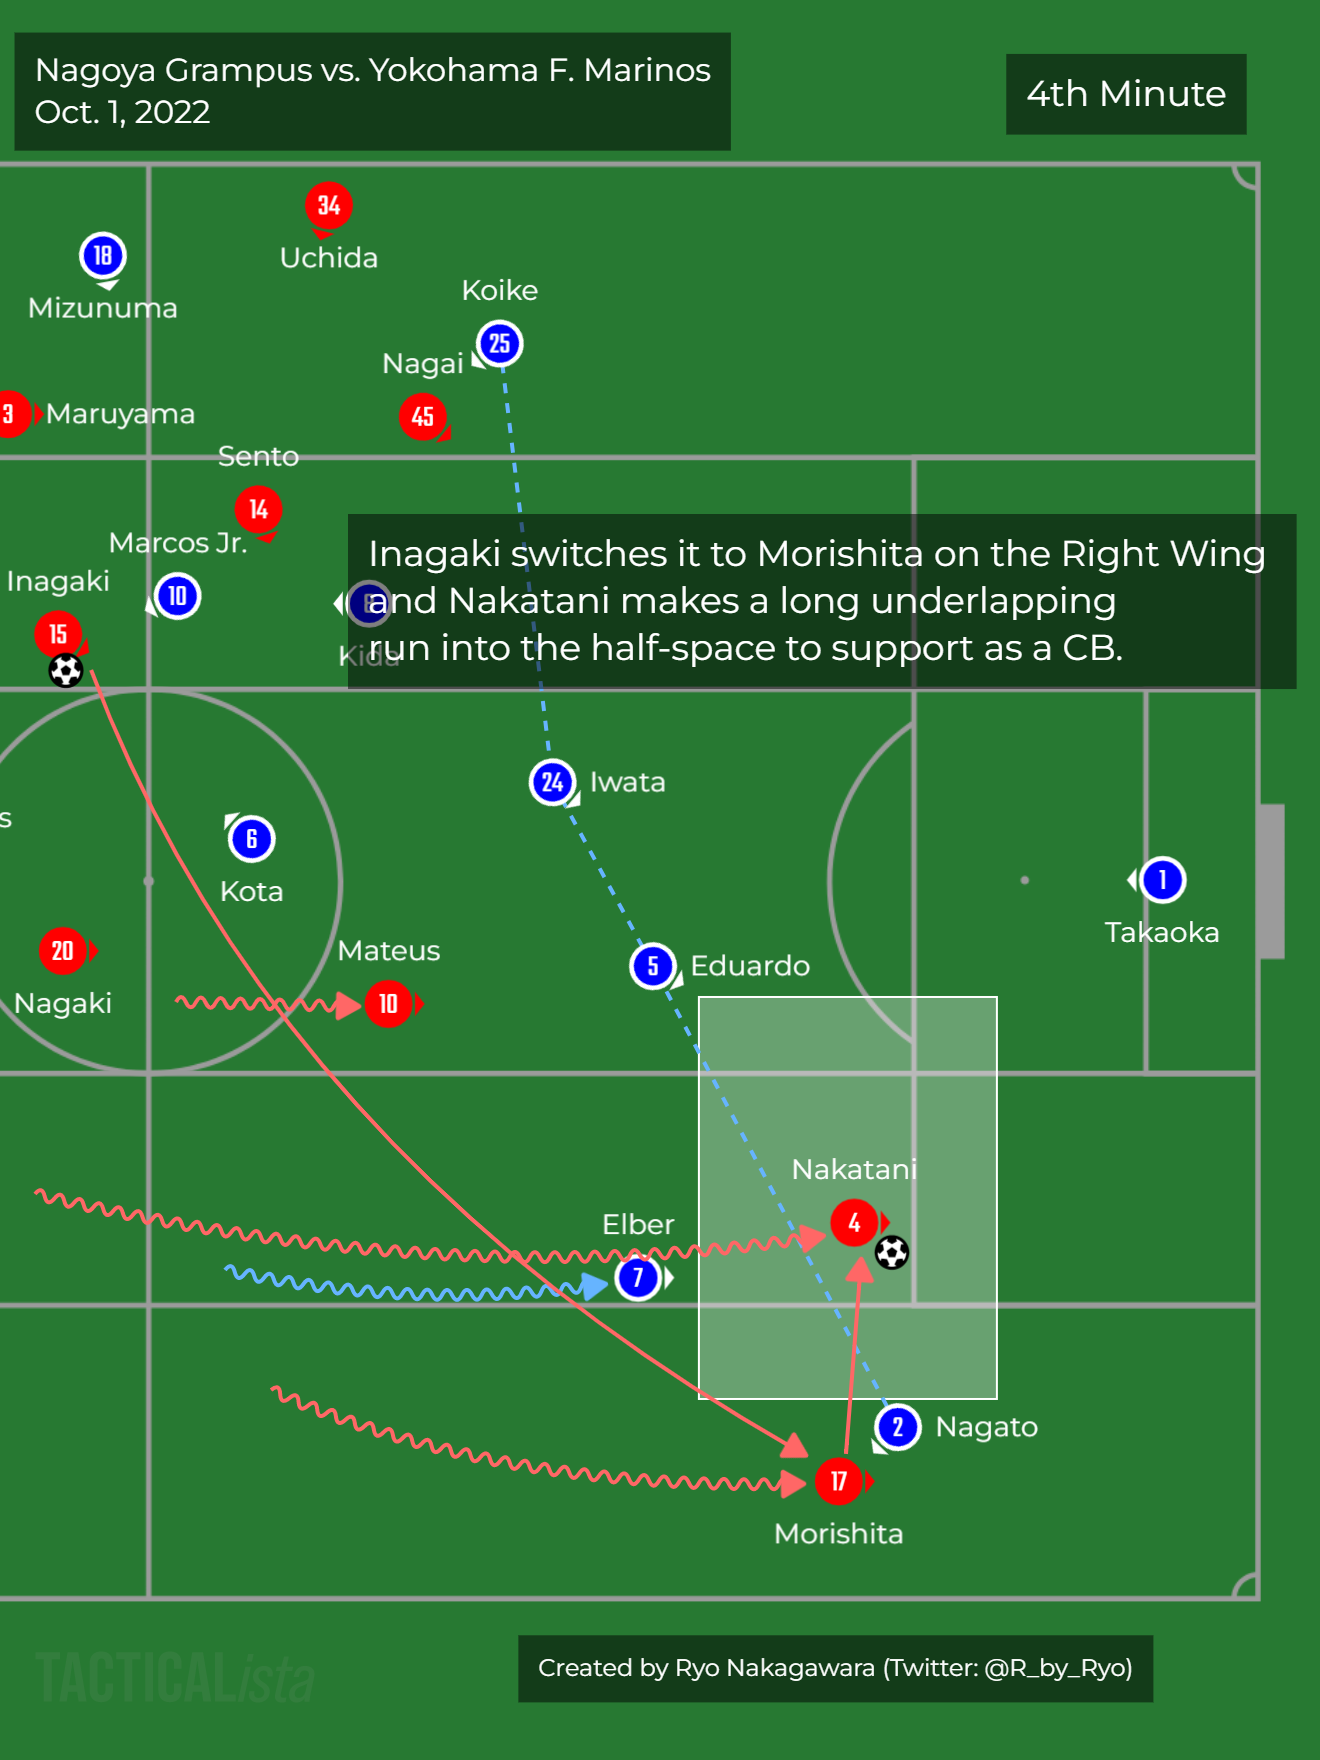 Nagoya Grampus vs. Yokohama F. Marinos
Oct. 1, 2022
4th Minute
34
Uchida
18
Mizunuma
Koike
25
Nagai
45
3
Maruyama
Sento
14
Marcos Jr.
10
Inagaki
15
Inagaki switches it to Morishita on the Right Wing
and Nakatani makes a long underlapping
run into the half-space to support as a CB.
8
Kida
24
Iwata
s
6
Kota
1
Takaoka
20
Nagaki
Mateus
10
5
Eduardo
Nakatani
4
Elber
7
2
Nagato
17
Morishita
TACTICALista
Created by Ryo Nakagawara (Twitter: @R_by_Ryo)